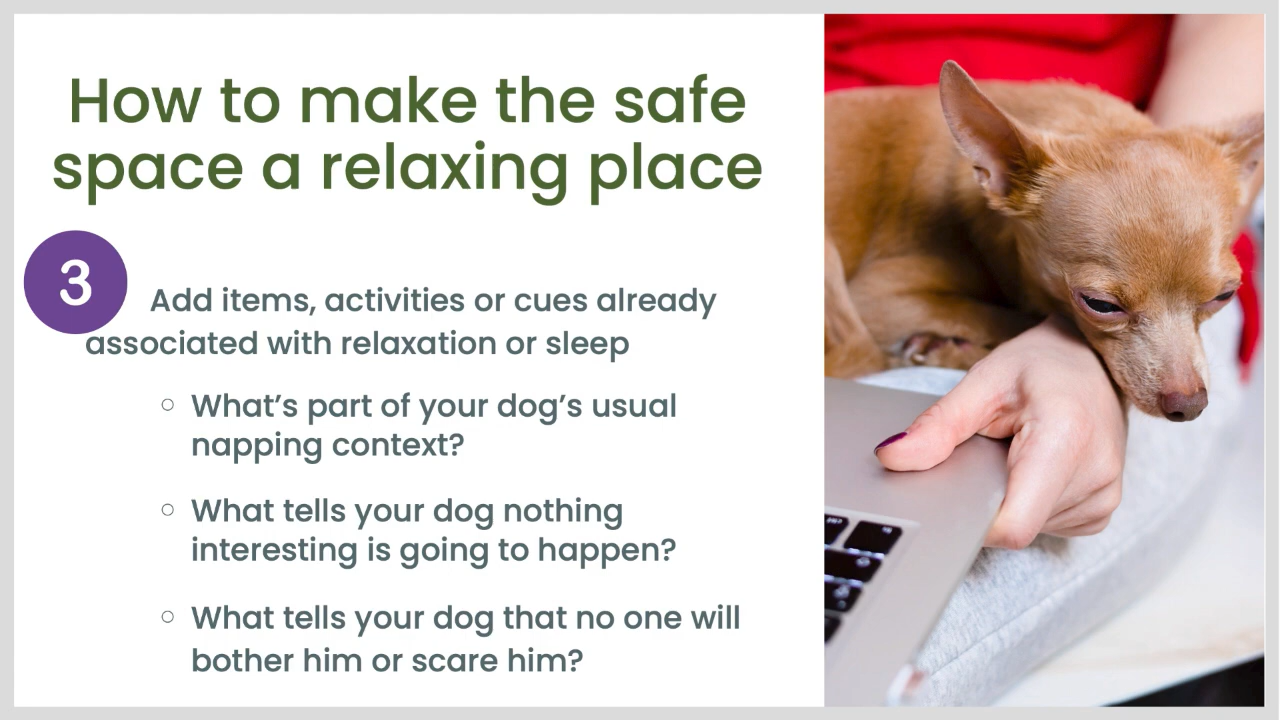 How to make the safe
space a relaxing place
3
Add items, activities or cues already
associated with relaxation or sleep
What’s part of your dog’s usual
napping context?
What tells your dog nothing
interesting is going to happen?
What tells your dog that no one will
bother him or scare him?